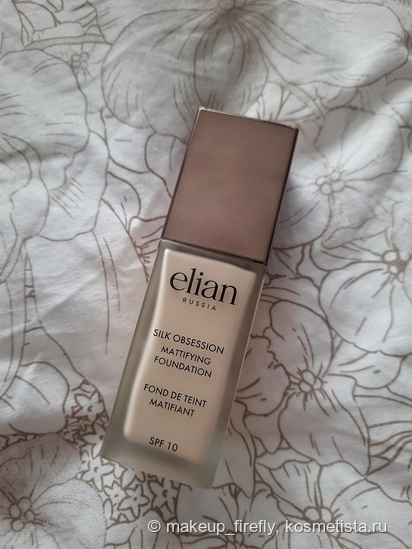 elian
RUSSIA
SILK OBSESSION
MATTIFYING
FOUNDATION
FOND DE TEINT
MATIFIANT
SPF 10
© makeup_firefly, kosmetista.ru